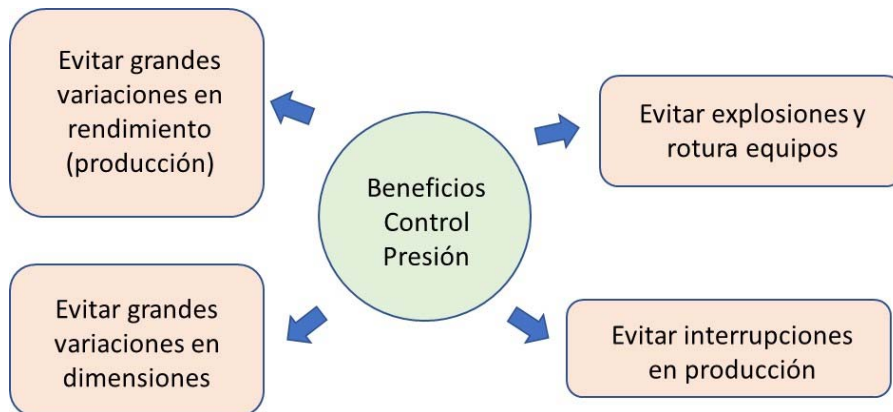 Evitar grandes
variaciones en
rendimiento
(producción)
Evitar explosiones y
rotura equipos
Beneficios
Control
Presión
Evitar grandes
variaciones en
dimensiones
Evitar interrupciones
en producción